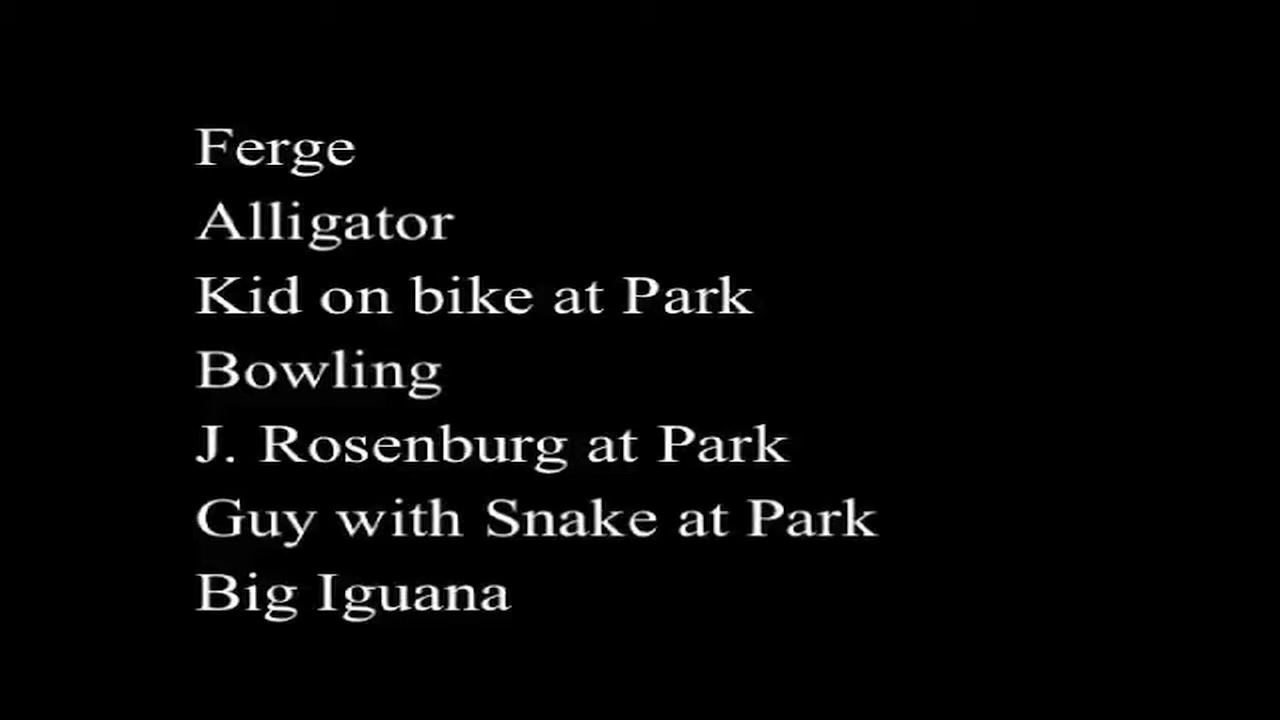 Ferge
Alligator
Kid on bike at Park
Bowling
J. Rosenburg at Park
Guy with Snake at Park
Big Iguana